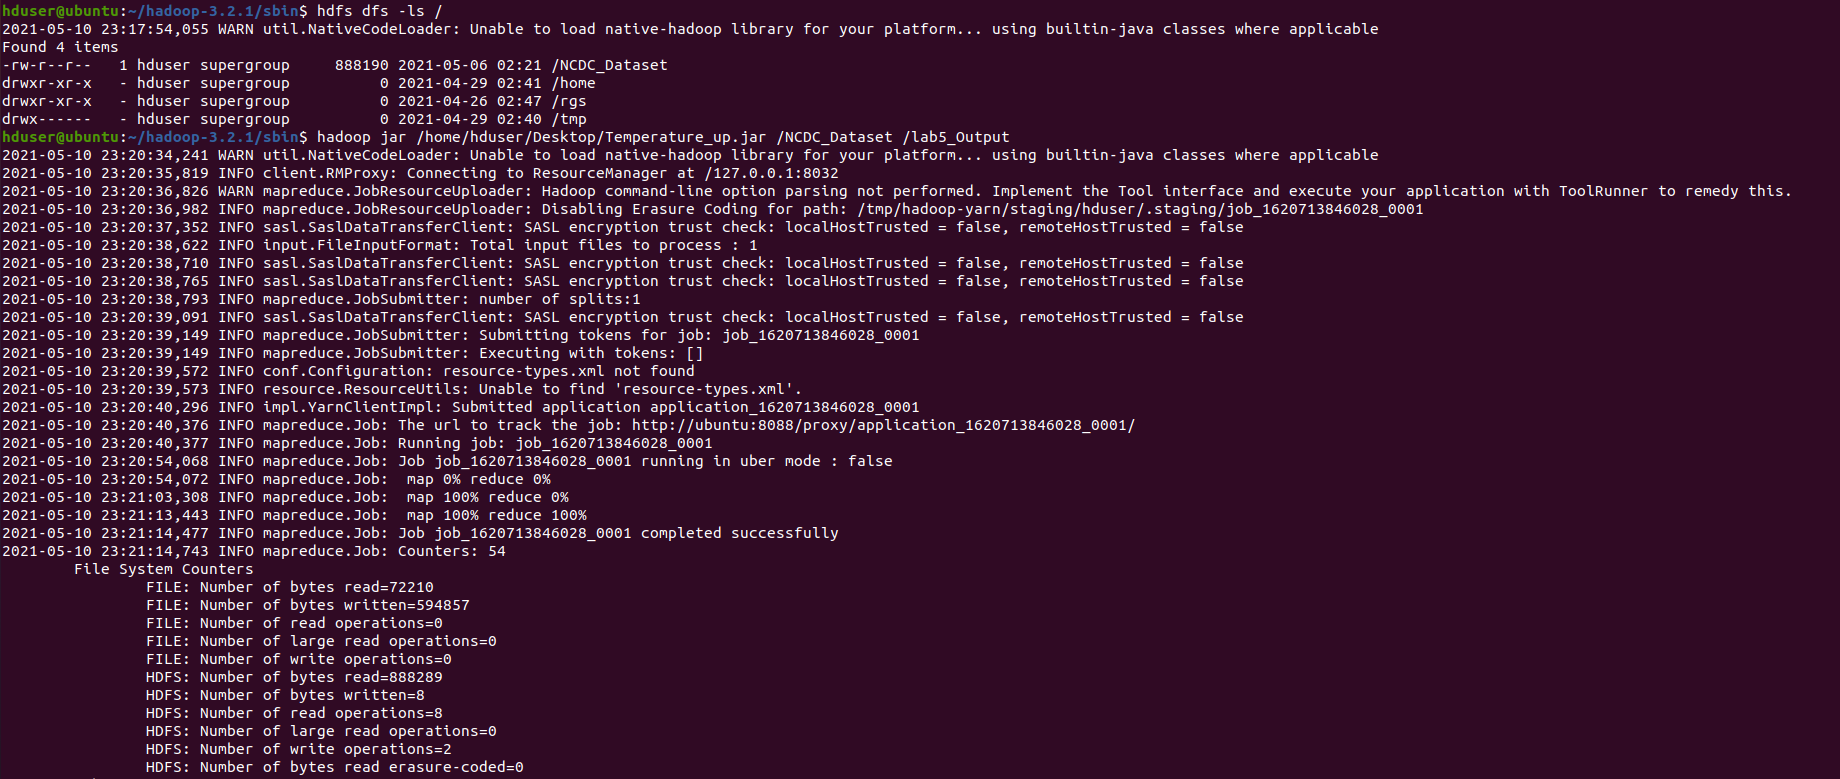 hduser@ubuntu:~/hadoop-3.2.1/sbin$ hdfs dfs -ls /
2021-05-10 23:17:54,055 WARN util.NativeCodeLoader: Unable to load native-hadoop library for your platform... using builtin-java classes where applicable
Found 4 items
-rw-r--r--   1 hduser supergroup     888190 2021-05-06 02:21 /NCDC_Dataset
drwxr-xr-x   - hduser supergroup          0 2021-04-29 02:41 /home
drwxr-xr-x   - hduser supergroup          0 2021-04-26 02:47 /rgs
drwx------   - hduser supergroup          0 2021-04-29 02:40 /tmp
hduser@ubuntu:~/hadoop-3.2.1/sbin$ hadoop jar /home/hduser/Desktop/Temperature_up.jar /NCDC_Dataset /lab5_Output
2021-05-10 23:20:34,241 WARN util.NativeCodeLoader: Unable to load native-hadoop library for your platform... using builtin-java classes where applicable
2021-05-10 23:20:35,819 INFO client.RMProxy: Connecting to ResourceManager at /127.0.0.1:8032
2021-05-10 23:20:36,826 WARN mapreduce.JobResourceUploader: Hadoop command-line option parsing not performed. Implement the Tool interface and execute your application with ToolRunner to remedy this.
2021-05-10 23:20:36,982 INFO mapreduce.JobResourceUploader: Disabling Erasure Coding for path: /tmp/hadoop-yarn/staging/hduser/.staging/job_1620713846028_0001
2021-05-10 23:20:37,352 INFO sasl.SaslDataTransferClient: SASL encryption trust check: localHostTrusted = false, remoteHostTrusted = false
2021-05-10 23:20:38,622 INFO input.FileInputFormat: Total input files to process : 1
2021-05-10 23:20:38,710 INFO sasl.SaslDataTransferClient: SASL encryption trust check: localHostTrusted = false, remoteHostTrusted = false
2021-05-10 23:20:38,765 INFO sasl.SaslDataTransferClient: SASL encryption trust check: localHostTrusted = false, remoteHostTrusted = false
2021-05-10 23:20:38,793 INFO mapreduce.JobSubmitter: number of splits:1
2021-05-10 23:20:39,091 INFO sasl.SaslDataTransferClient: SASL encryption trust check: localHostTrusted = false, remoteHostTrusted = false
2021-05-10 23:20:39,149 INFO mapreduce.JobSubmitter: Submitting tokens for job: job_1620713846028_0001
2021-05-10 23:20:39,149 INFO mapreduce.JobSubmitter: Executing with tokens: []
2021-05-10 23:20:39,572 INFO conf.Configuration: resource-types.xml not found
2021-05-10 23:20:39,573 INFO resource.ResourceUtils: Unable to find 'resource-types.xml'.
2021-05-10 23:20:40,296 INFO impl.YarnClientImpl: Submitted application application_1620713846028_0001
2021-05-10 23:20:40,376 INFO mapreduce.Job: The url to track the job: http://ubuntu:8088/proxy/application_1620713846028_0001/
2021-05-10 23:20:40,377 INFO mapreduce.Job: Running job: job_1620713846028_0001
2021-05-10 23:20:54,068 INFO mapreduce.Job: Job job_1620713846028_0001 running in uber mode : false
2021-05-10 23:20:54,072 INFO mapreduce.Job:  map 0% reduce 0%
2021-05-10 23:21:03,308 INFO mapreduce.Job:  map 100% reduce 0%
2021-05-10 23:21:13,443 INFO mapreduce.Job:  map 100% reduce 100%
2021-05-10 23:21:14,477 INFO mapreduce.Job: Job job_1620713846028_0001 completed successfully
2021-05-10 23:21:14,743 INFO mapreduce.Job: Counters: 54
        File System Counters
                FILE: Number of bytes read=72210
                FILE: Number of bytes written=594857
                FILE: Number of read operations=0
                FILE: Number of large read operations=0
                FILE: Number of write operations=0
                HDFS: Number of bytes read=888289
                HDFS: Number of bytes written=8
                HDFS: Number of read operations=8
                HDFS: Number of large read operations=0
                HDFS: Number of write operations=2
                HDFS: Number of bytes read erasure-coded=0